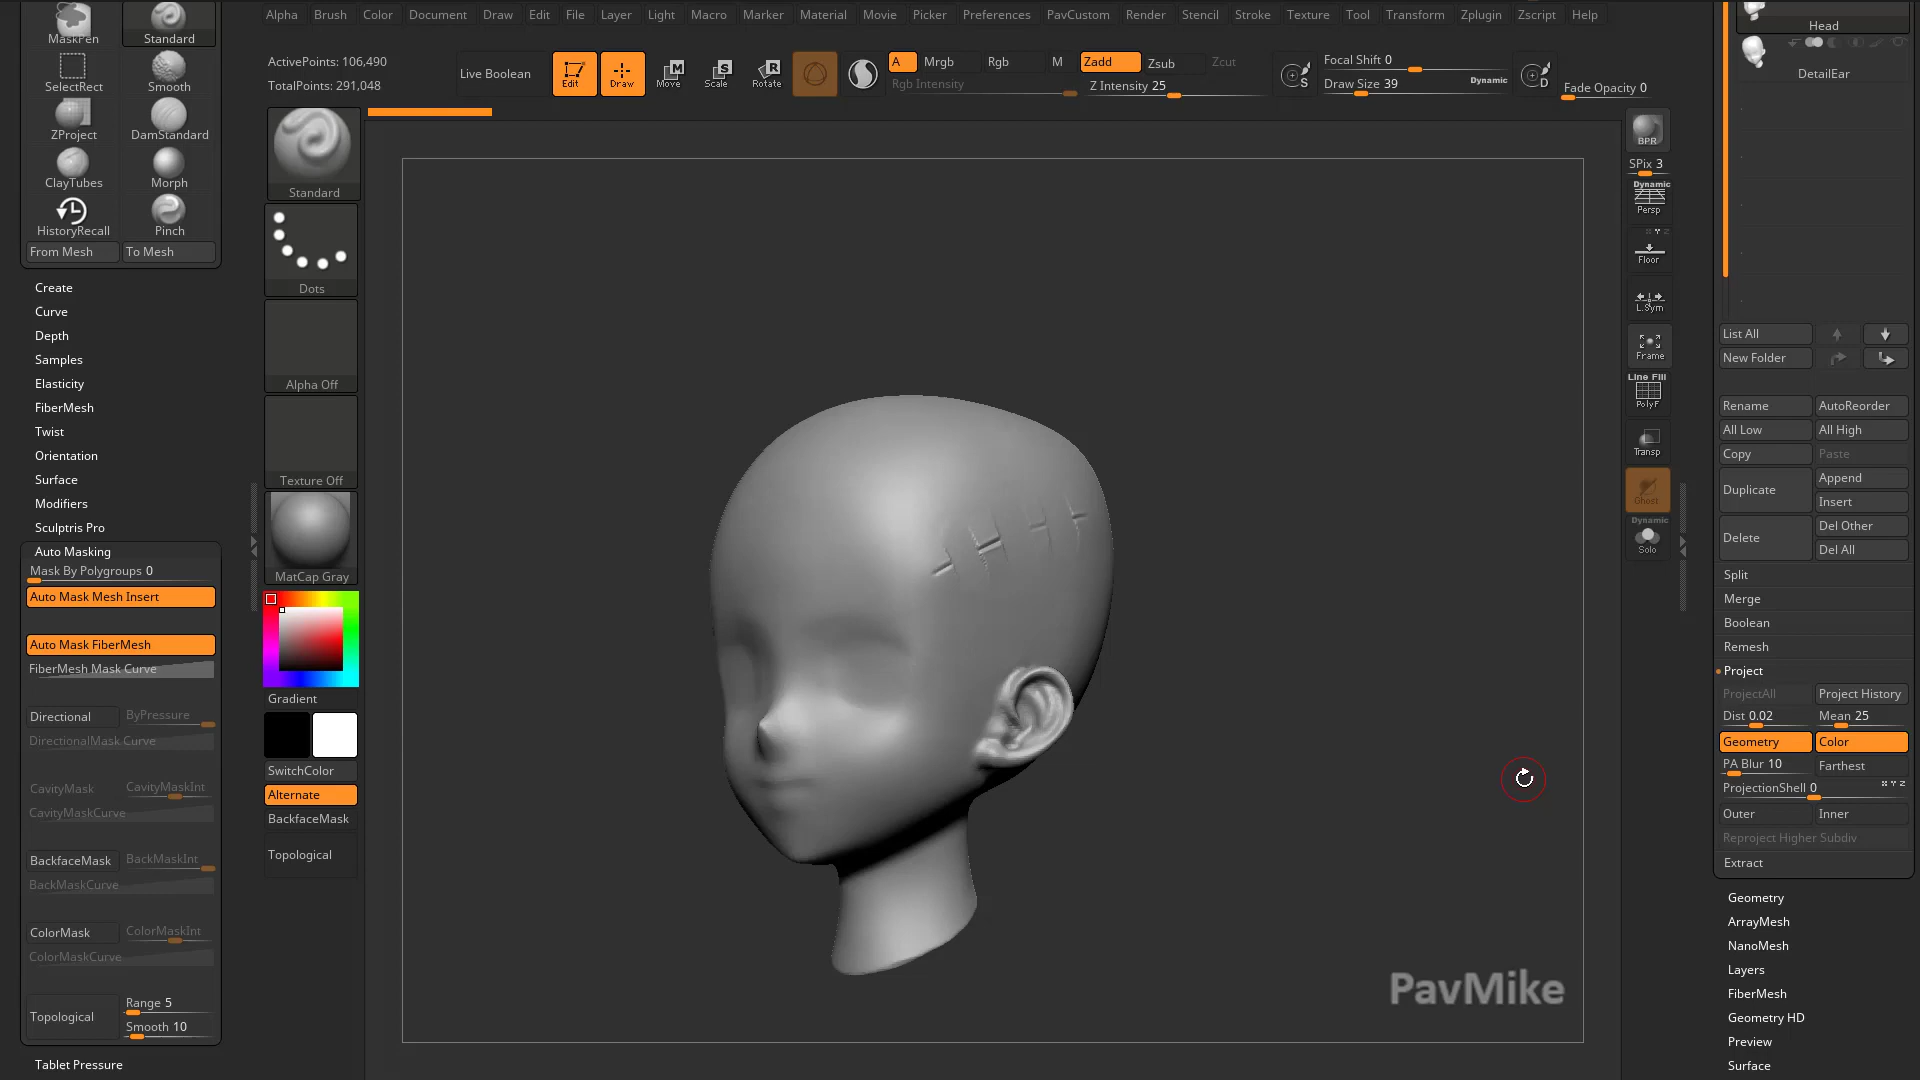 Alpha Brush Color Document Draw Edit File Layer Light Macro Marker Material Movie Picker Preferences PavCustom Render Stencil Stroke Texture Tool Transform Zplugin Zscript Help
MaskPen Standard
SelectRect Smooth
ZProject DamStandard
ClayTubes Morph
HistoryRecall Pinch
From Mesh To Mesh
Create
Curve
Depth
Samples
Elasticity
FiberMesh
Twist
Orientation
Surface
Modifiers
Sculptris Pro
Auto Masking
Mask By Polygroups 0
Auto Mask Mesh Insert
Auto Mask FiberMesh
FiberMesh Mask Curve
Directional ByPressure
DirectionalMask Curve
CavityMask CavityMaskInt
CavityMaskCurve
BackfaceMask BackMaskInt
BackMaskCurve
ColorMask ColorMaskInt
ColorMaskCurve
Topological Range 5
Smooth 10
Tablet Pressure
ActivePoints: 106,490
TotalPoints: 291,048
Live Boolean
Edit Draw Move Scale Rotate
M S R
A Mrgb Rgb M Zadd Zsub Zcut
Rgb Intensity Z Intensity 25
S
Focal Shift 0
Draw Size 39 Dynamic
D
Fade Opacity 0
Standard
Dots
Alpha Off
Texture Off
MatCap Gray
Gradient
SwitchColor
Alternate
BackfaceMask
Topological
PavMike
BPR
SPix 3
Dynamic
Persp
Floor
L.Sym
Frame
Line Fill
PolyF
Transp
Ghost
Dynamic
Solo
Head
DetailEar
List All
New Folder
Rename AutoReorder
All Low All High
Copy Paste
Duplicate Append
Insert
Delete Del Other
Del All
Split
Merge
Boolean
Remesh
Project
ProjectAll Project History
Dist 0.02 Mean 25
Geometry Color
PA Blur 10 Farthest
ProjectionShell 0 X Y Z
Outer Inner
Reproject Higher Subdiv
Extract
Geometry
ArrayMesh
NanoMesh
Layers
FiberMesh
Geometry HD
Preview
Surface